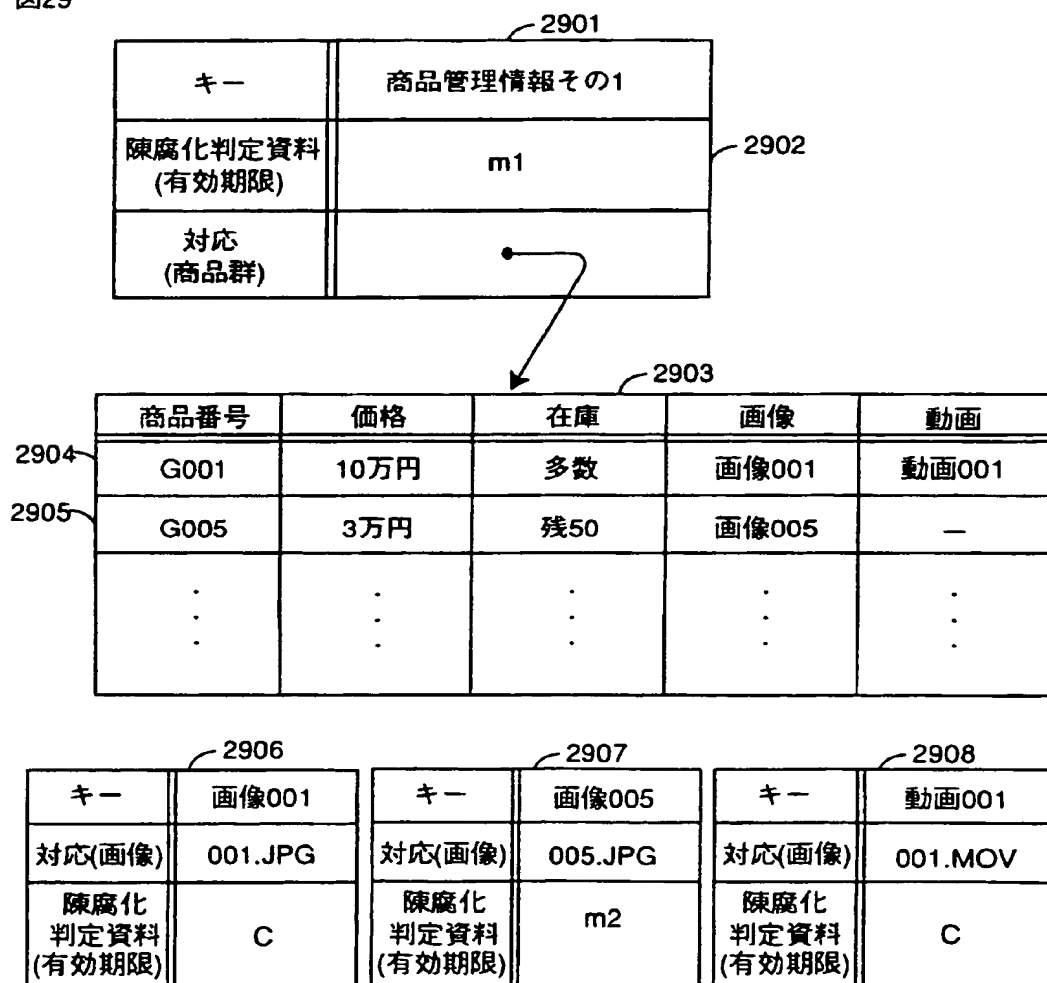 図29
2901
キー 商品管理情報その1
陳腐化判定資料
(有効期限)
m1
2902
対応
(商品群)
2903
商品番号 価格 在庫 画像 動画
2904 G001 10万円 多数 画像001 動画001
2905 G005 3万円 残50 画像005 —
2906
キー 画像001
対応(画像) 001.JPG
陳腐化
判定資料
(有効期限)
C
2907
キー 画像005
対応(画像) 005.JPG
陳腐化
判定資料
(有効期限)
m2
2908
キー 動画001
対応(画像) 001.MOV
陳腐化
判定資料
(有効期限)
C